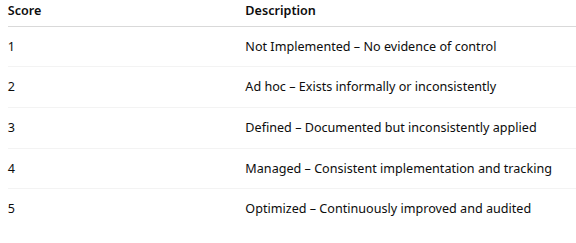 Score Description
1 Not Implemented – No evidence of control
2 Ad hoc – Exists informally or inconsistently
3 Defined – Documented but inconsistently applied
4 Managed – Consistent implementation and tracking
5 Optimized – Continuously improved and audited